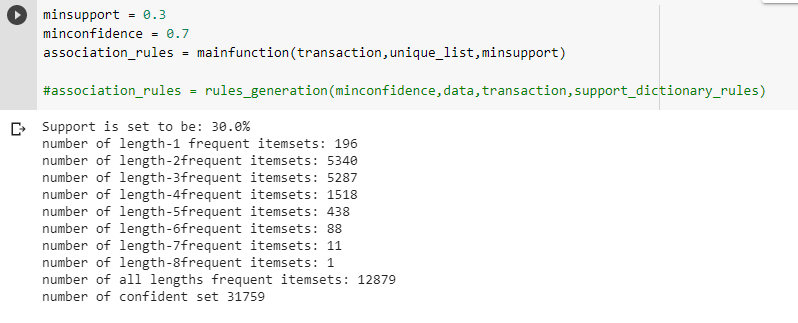 minsupport = 0.3
minconfidence = 0.7
association_rules = mainfunction(transaction,unique_list,minsupport)
#association_rules = rules_generation(minconfidence,data,transaction,support_dictionary_rules)
Support is set to be: 30.0%
number of length-1 frequent itemsets: 196
number of length-2frequent itemsets: 5340
number of length-3frequent itemsets: 5287
number of length-4frequent itemsets: 1518
number of length-5frequent itemsets: 438
number of length-6frequent itemsets: 88
number of length-7frequent itemsets: 11
number of length-8frequent itemsets: 1
number of all lengths frequent itemsets: 12879
number of confident set 31759